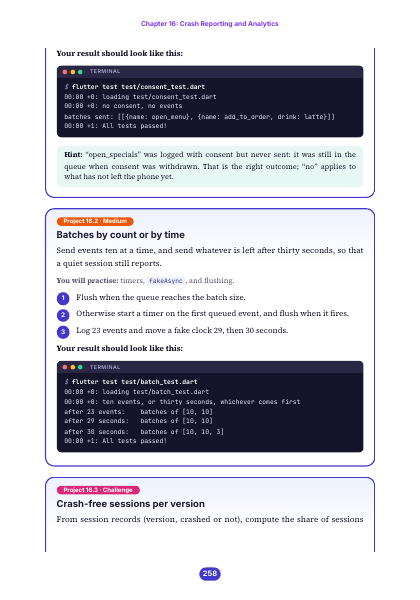 Chapter 16: Crash Reporting and Analytics
Your result should look like this:
TERMINAL
$ flutter test test/consent_test.dart
00:00 +0: loading test/consent_test.dart
00:00 +0: no consent, no events
batches sent: [[{name: open_menu}, {name: add_to_order, drink: latte}]]
00:00 +1: All tests passed!
Hint: “open_specials” was logged with consent but never sent: it was still in the
queue when consent was withdrawn. That is the right outcome; “no” applies to
what has not left the phone yet.
Project 16.2 · Medium
Batches by count or by time
Send events ten at a time, and send whatever is left after thirty seconds, so that
a quiet session still reports.
You will practise: timers, fakeAsync, and flushing.
1 Flush when the queue reaches the batch size.
2 Otherwise start a timer on the first queued event, and flush when it fires.
3 Log 23 events and move a fake clock 29, then 30 seconds.
Your result should look like this:
TERMINAL
$ flutter test test/batch_test.dart
00:00 +0: loading test/batch_test.dart
00:00 +0: ten events, or thirty seconds, whichever comes first
after 23 events: batches of [10, 10]
after 29 seconds: batches of [10, 10]
after 30 seconds: batches of [10, 10, 3]
00:00 +1: All tests passed!
Project 16.3 · Challenge
Crash-free sessions per version
From session records (version, crashed or not), compute the share of sessions
258